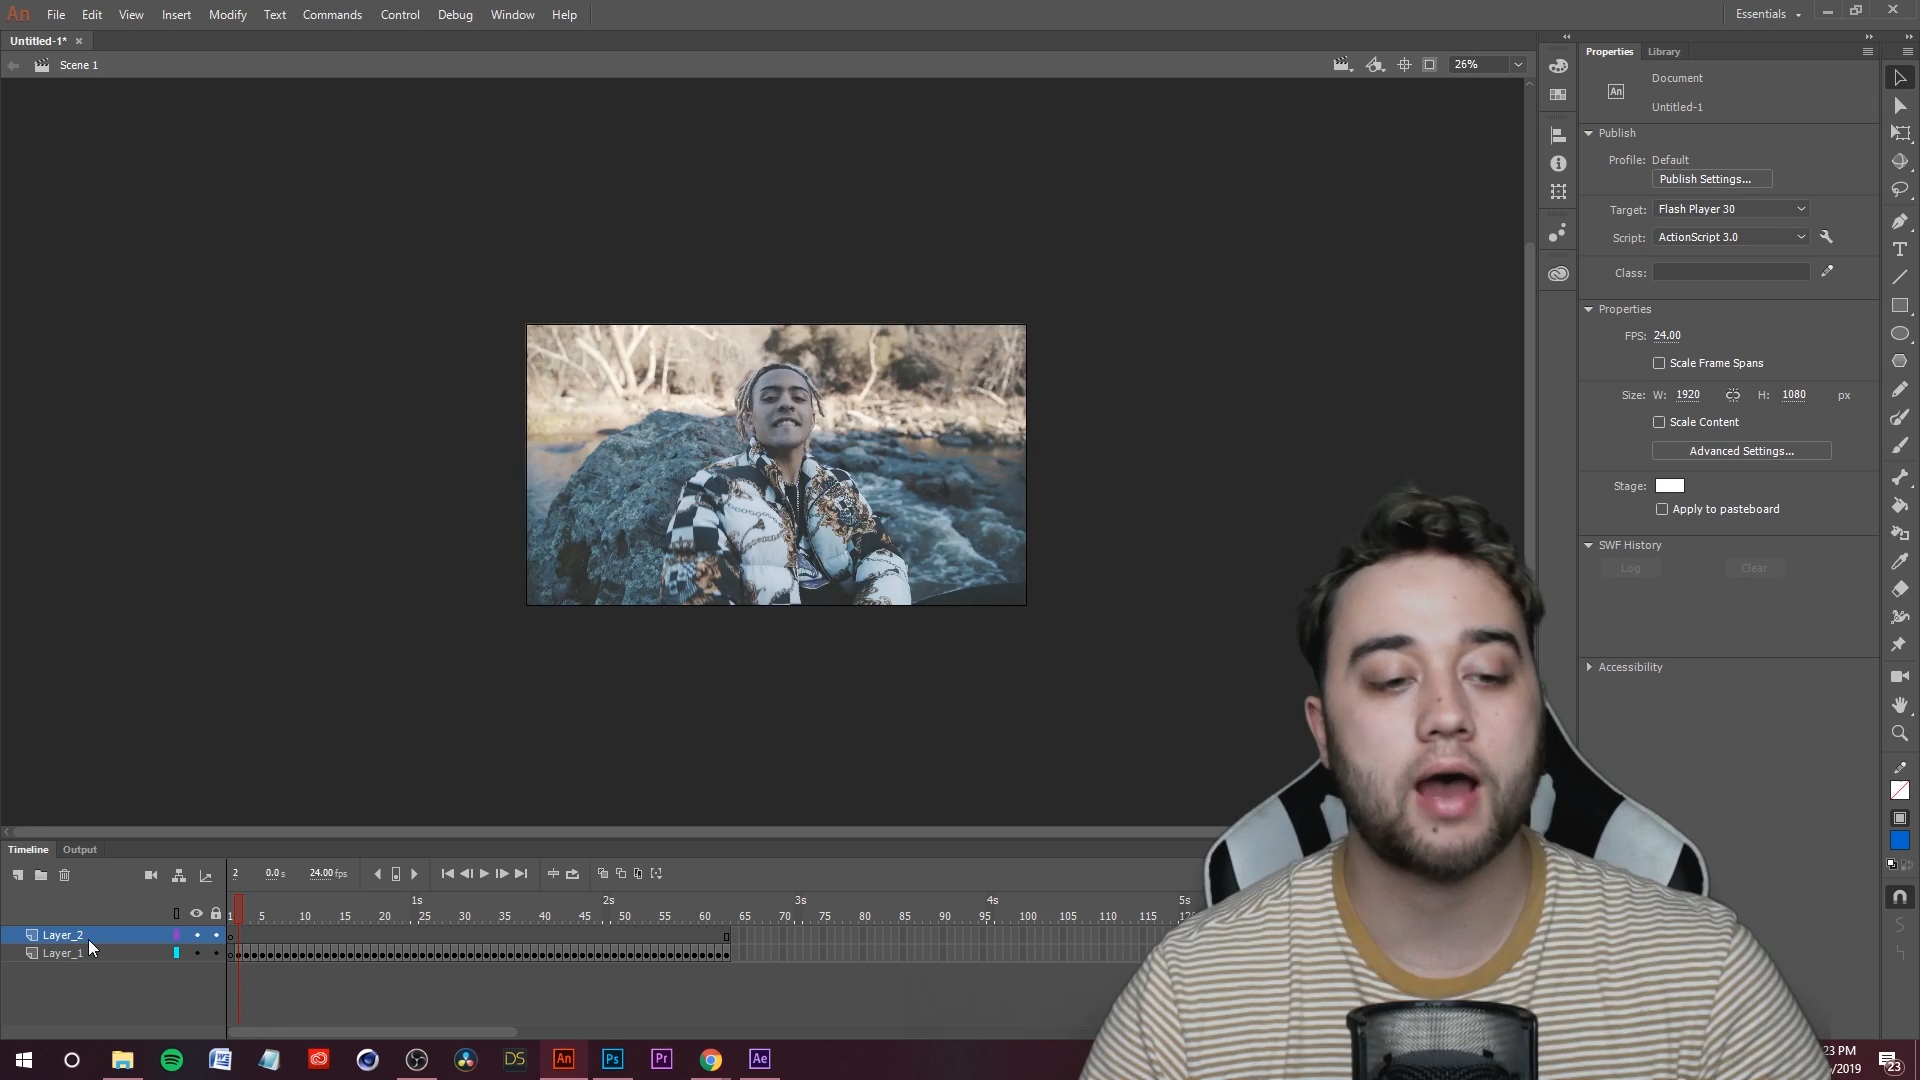 An File Edit View Insert Modify Text Commands Control Debug Window Help Essentials
Untitled-1* ×
Scene 1 26%
Properties Library
Document
An
Untitled-1
Publish
Profile: Default
Publish Settings...
Target: Flash Player 30
Script: ActionScript 3.0
Class:
Properties
FPS: 24.00
Scale Frame Spans
Size: W: 1920 H: 1080 px
Scale Content
Advanced Settings...
Stage:
Apply to pasteboard
SWF History
Log Clear
Accessibility
Timeline Output
2 0.0 s 24.00 fps
1s 2s 3s 4s 5s
1 5 10 15 20 25 30 35 40 45 50 55 60 65 70 75 80 85 90 95 100 105 110 115
Layer_2
Layer_1
DS An Ps Pr Ae
23 PM
/2019
23